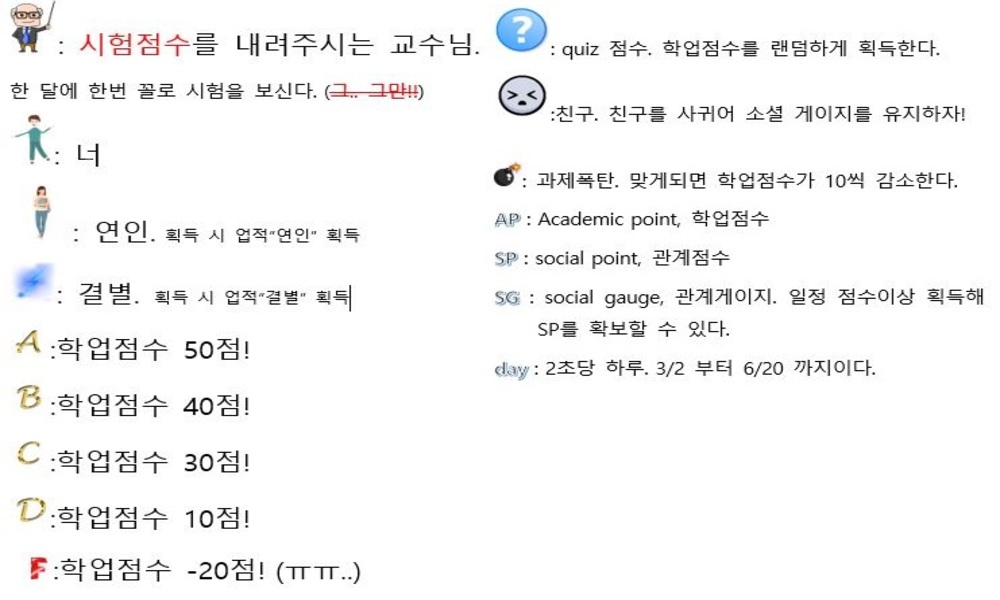 : 시험점수를 내려주시는 교수님.
한 달에 한번 꼴로 시험을 보신다. (그.. 그만!!)
: 너
: 연인. 획득 시 업적"연인" 획득
: 결별. 획득 시 업적"결별" 획득
A :학업점수 50점!
B :학업점수 40점!
C :학업점수 30점!
D :학업점수 10점!
F :학업점수 -20점! (ㅠㅠ..)
? : quiz 점수. 학업점수를 랜덤하게 획득한다.
:친구. 친구를 사귀어 소셜 게이지를 유지하자!
: 과제폭탄. 맞게되면 학업점수가 10씩 감소한다.
AP : Academic point, 학업점수
SP : social point, 관계점수
SG : social gauge, 관계게이지. 일정 점수이상 획득해
SP를 확보할 수 있다.
day : 2초당 하루. 3/2 부터 6/20 까지이다.